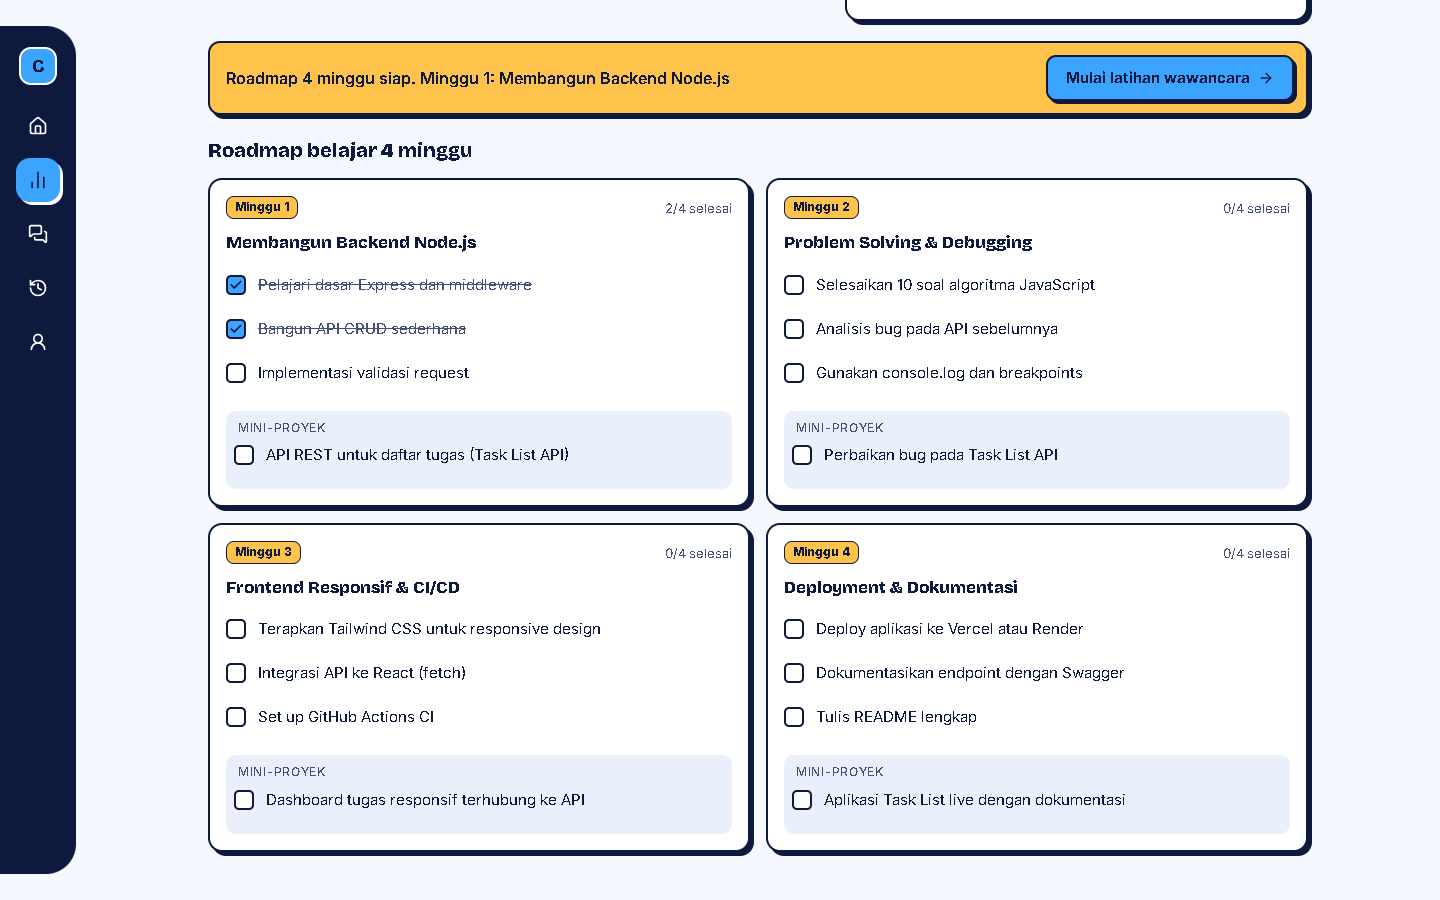 C
Roadmap 4 minggu siap. Minggu 1: Membangun Backend Node.js
Mulai latihan wawancara →
Roadmap belajar 4 minggu
Minggu 1
2/4 selesai
Membangun Backend Node.js
Pelajari dasar Express dan middleware
Bangun API CRUD sederhana
Implementasi validasi request
MINI-PROYEK
API REST untuk daftar tugas (Task List API)
Minggu 2
0/4 selesai
Problem Solving & Debugging
Selesaikan 10 soal algoritma JavaScript
Analisis bug pada API sebelumnya
Gunakan console.log dan breakpoints
MINI-PROYEK
Perbaikan bug pada Task List API
Minggu 3
0/4 selesai
Frontend Responsif & CI/CD
Terapkan Tailwind CSS untuk responsive design
Integrasi API ke React (fetch)
Set up GitHub Actions CI
MINI-PROYEK
Dashboard tugas responsif terhubung ke API
Minggu 4
0/4 selesai
Deployment & Dokumentasi
Deploy aplikasi ke Vercel atau Render
Dokumentasikan endpoint dengan Swagger
Tulis README lengkap
MINI-PROYEK
Aplikasi Task List live dengan dokumentasi